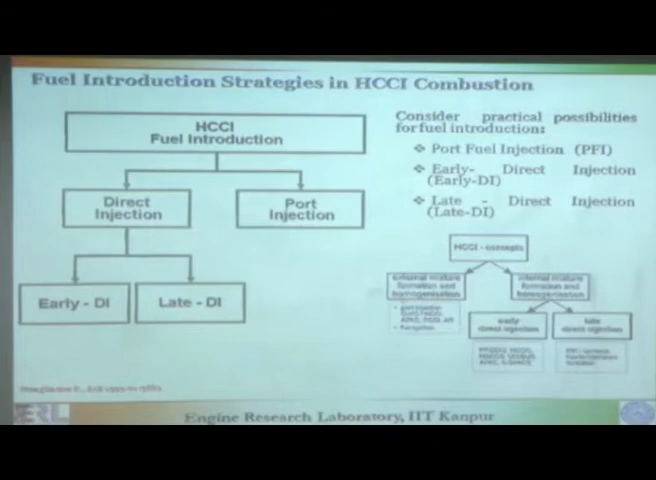 Fuel Introduction Strategies in HCCI Combustion
HCCI
Fuel Introduction
Direct
Injection
Port
Injection
Early - DI
Late - DI
Consider practical possibilities
for fuel introduction:
❖ Port Fuel Injection (PFI)
❖ Early- Direct Injection
(Early-DI)
❖ Late - Direct Injection
(Late-DI)
HCCI - concepts
external mixture
formation and
homogenisation
internal mixture
formation and
homogenisation
early
direct injection
late
direct injection
ERL
Engine Research Laboratory, IIT Kanpur